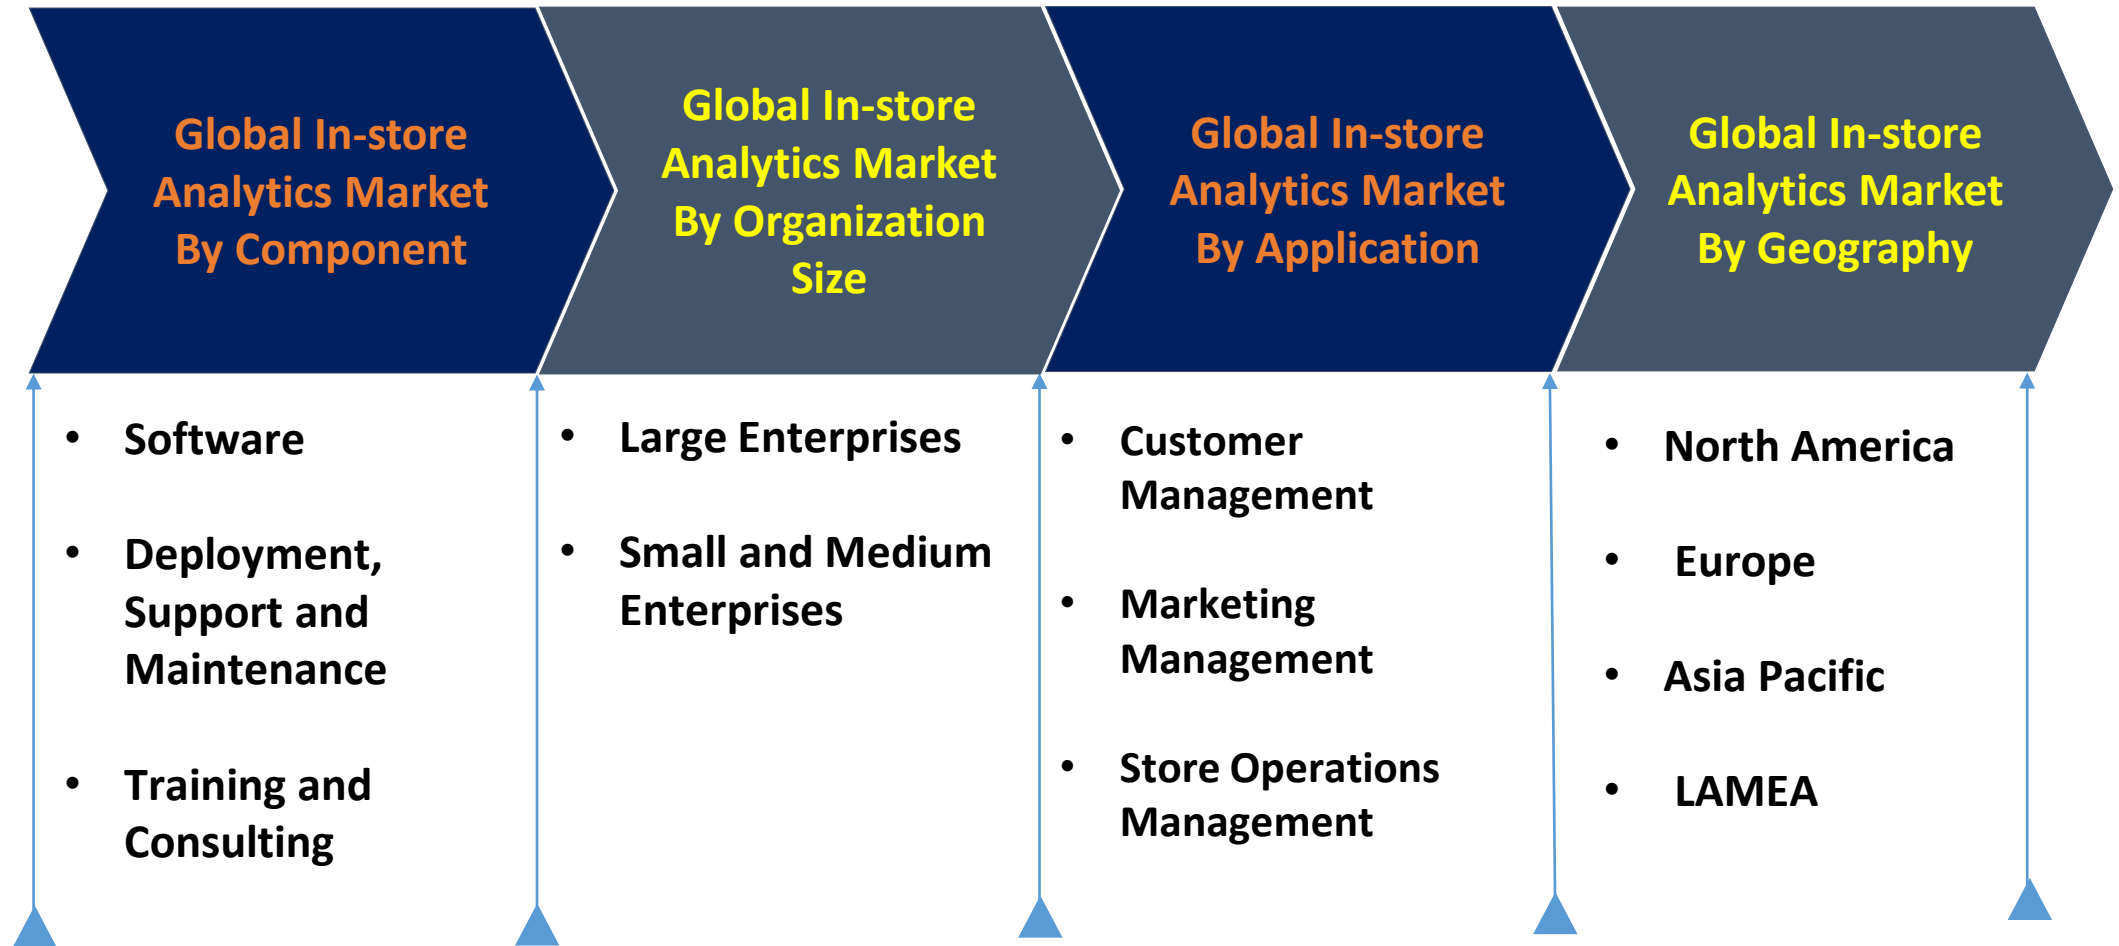 Global In-store
Analytics Market
By Component
Global In-store
Analytics Market
By Organization
Size
Global In-store
Analytics Market
By Application
Global In-store
Analytics Market
By Geography
• Software
• Deployment,
Support and
Maintenance
• Training and
Consulting
• Large Enterprises
• Small and Medium
Enterprises
• Customer
Management
• Marketing
Management
• Store Operations
Management
• North America
• Europe
• Asia Pacific
• LAMEA